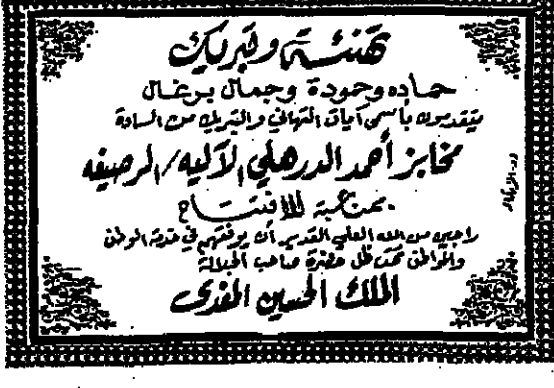 تهنئة وتبريك
حماده وحمودة وجمال برغال
يتقدمون بأسمى آيات التهاني والتبريك من السادة
مخابز أحمد الدرهلي الآليه / الرصيفه
بمناسبة الافتتاح
راجين من الله العلي القدير أن يوفقهم في خدمة الوطن
والمواطن تحت ظل حضرة صاحب الجلالة
الملك الحسين المفدى